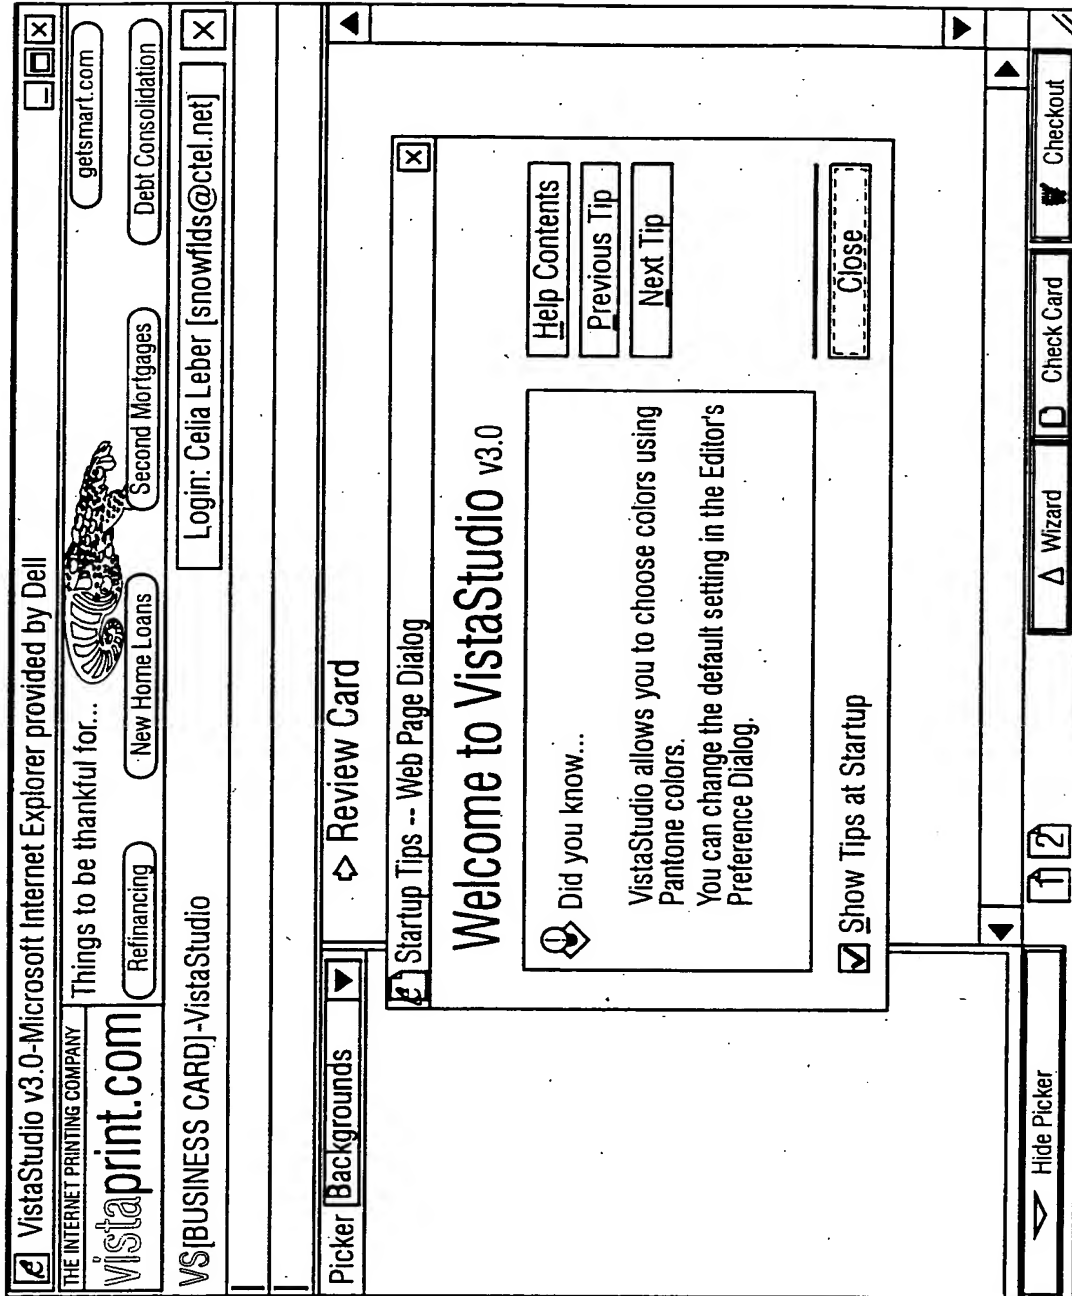 VistaStudio v3.0-Microsoft Internet Explorer provided by Dell
THE INTERNET PRINTING COMPANY
vistaprint.com
Things to be thankful for...
getsmart.com
Refinancing
New Home Loans
Second Mortgages
Debt Consolidation
VS[BUSINESS CARD]-VistaStudio
Login: Celia Leber [snowflds@ctel.net]
Picker Backgrounds
Review Card
Startup Tips -- Web Page Dialog
Welcome to VistaStudio v3.0
Did you know...
VistaStudio allows you to choose colors using
Pantone colors.
You can change the default setting in the Editor's
Preference Dialog.
Help Contents
Previous Tip
Next Tip
Show Tips at Startup
Close
Hide Picker
1 2
Wizard
Check Card
Checkout